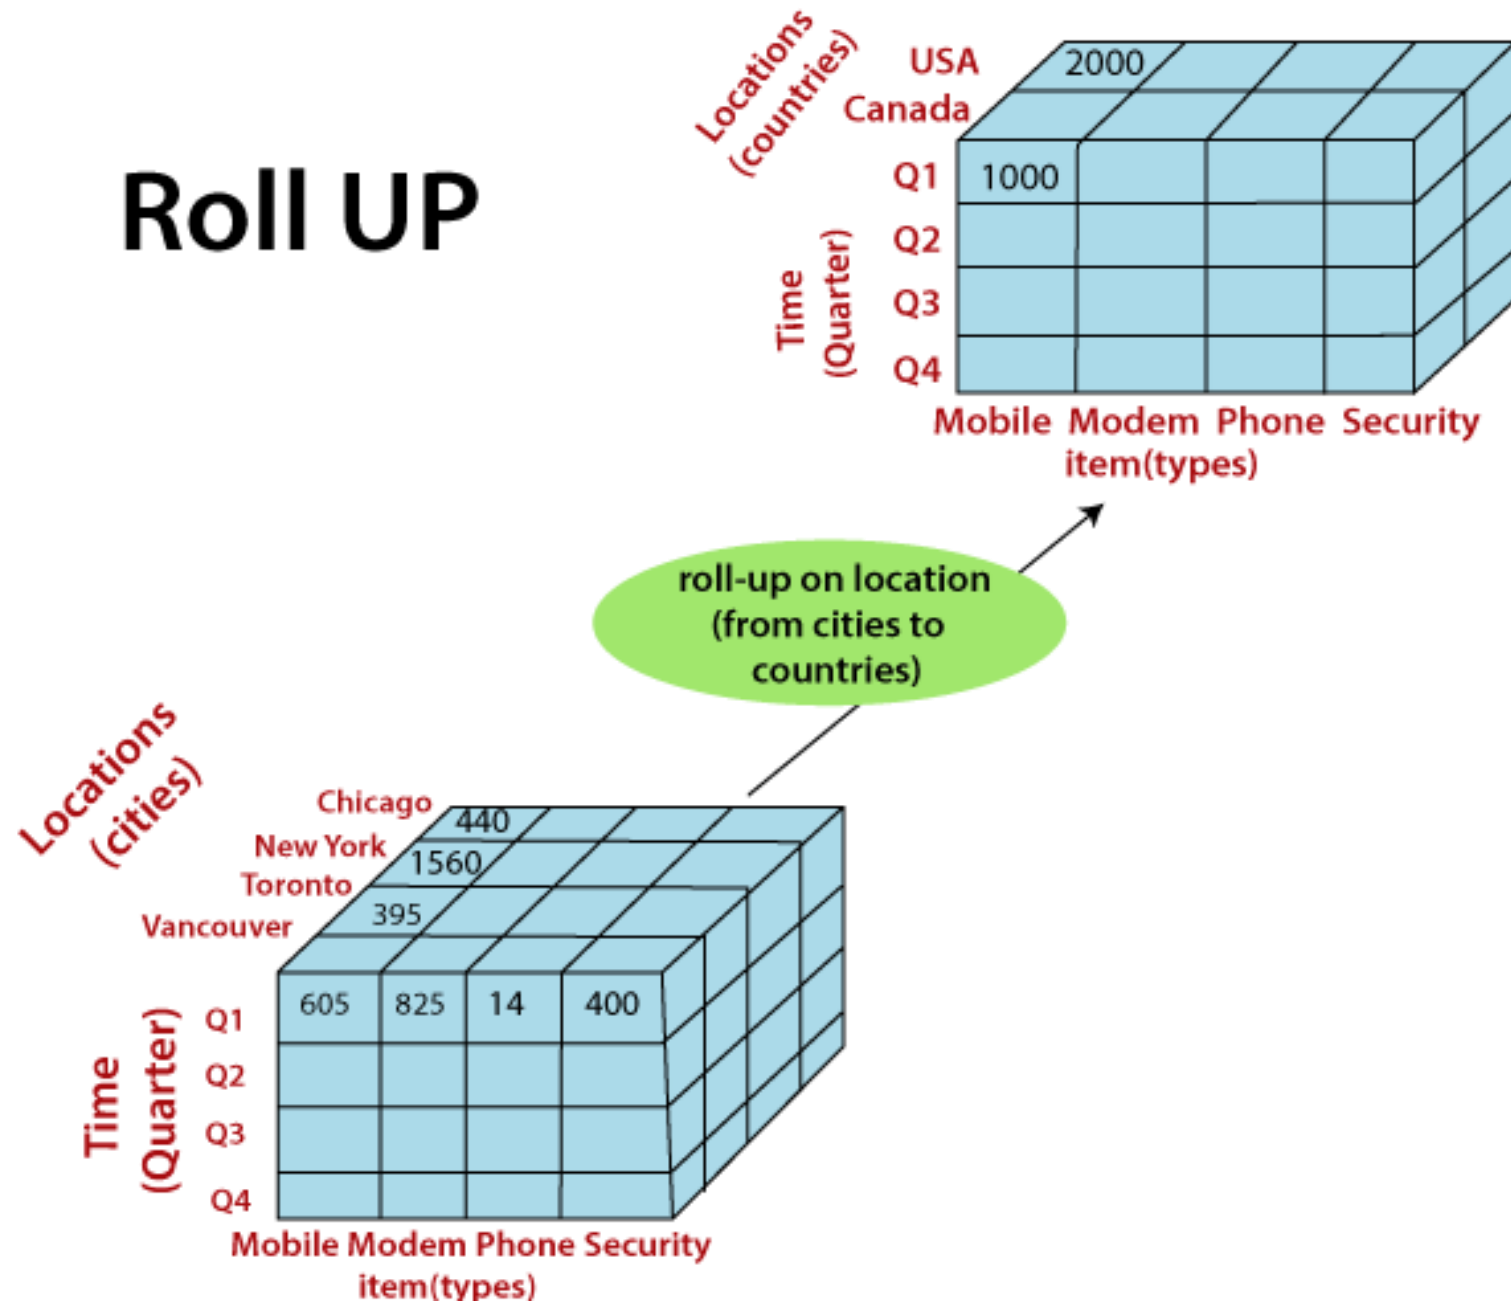 Roll UP
Locations
(countries)
USA
2000
Canada
Q1
1000
Q2
Q3
Q4
Time
(Quarter)
Mobile Modem Phone Security
item(types)
roll-up on location
(from cities to
countries)
Locations
(cities)
Chicago
440
New York
1560
Toronto
395
Vancouver
605 825 14 400
Q1
Q2
Q3
Q4
Time
(Quarter)
Mobile Modem Phone Security
item(types)